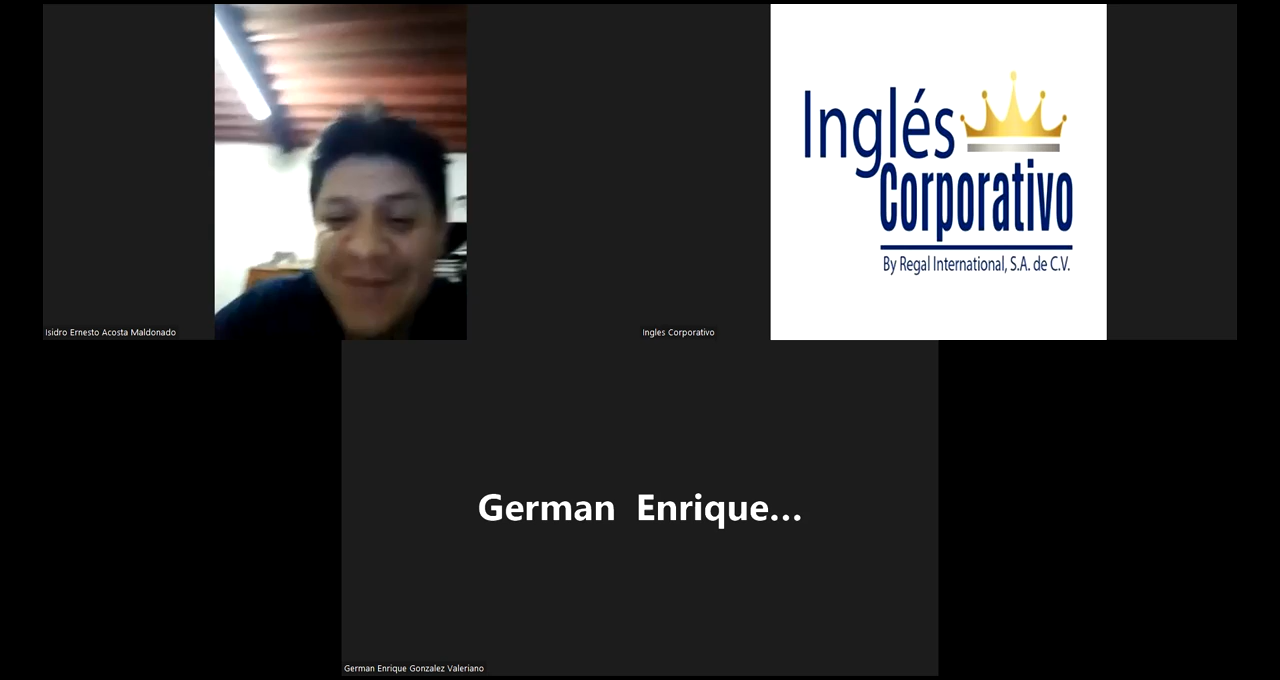 Inglés
Corporativo
By Regal International, S.A. de C.V.
Isidro Ernesto Acosta Maldonado
Ingles Corporativo
German Enrique...
German Enrique Gonzalez Valeriano